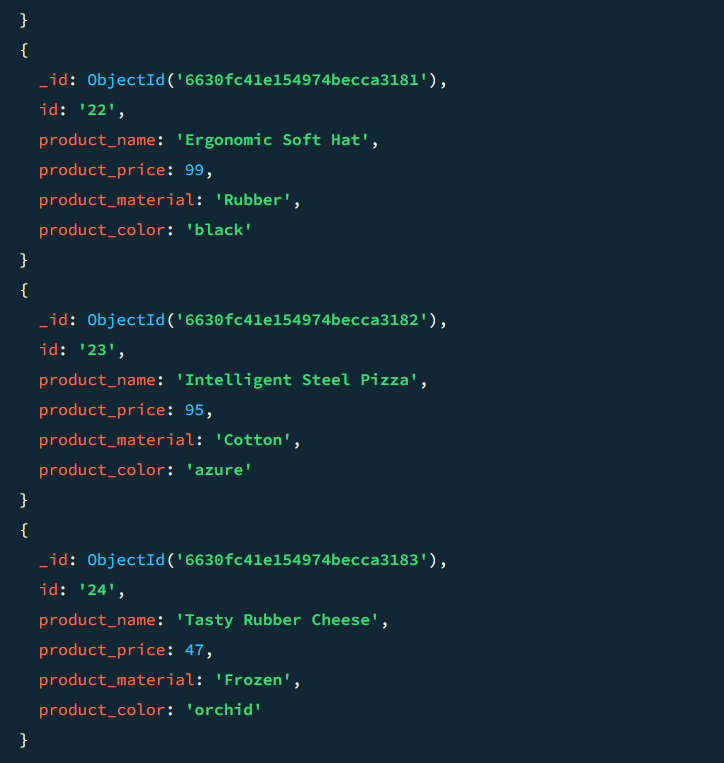 }
{
_id: ObjectId('6630fc41e154974becca3181'),
id: '22',
product_name: 'Ergonomic Soft Hat',
product_price: 99,
product_material: 'Rubber',
product_color: 'black'
}
{
_id: ObjectId('6630fc41e154974becca3182'),
id: '23',
product_name: 'Intelligent Steel Pizza',
product_price: 95,
product_material: 'Cotton',
product_color: 'azure'
}
{
_id: ObjectId('6630fc41e154974becca3183'),
id: '24',
product_name: 'Tasty Rubber Cheese',
product_price: 47,
product_material: 'Frozen',
product_color: 'orchid'
}